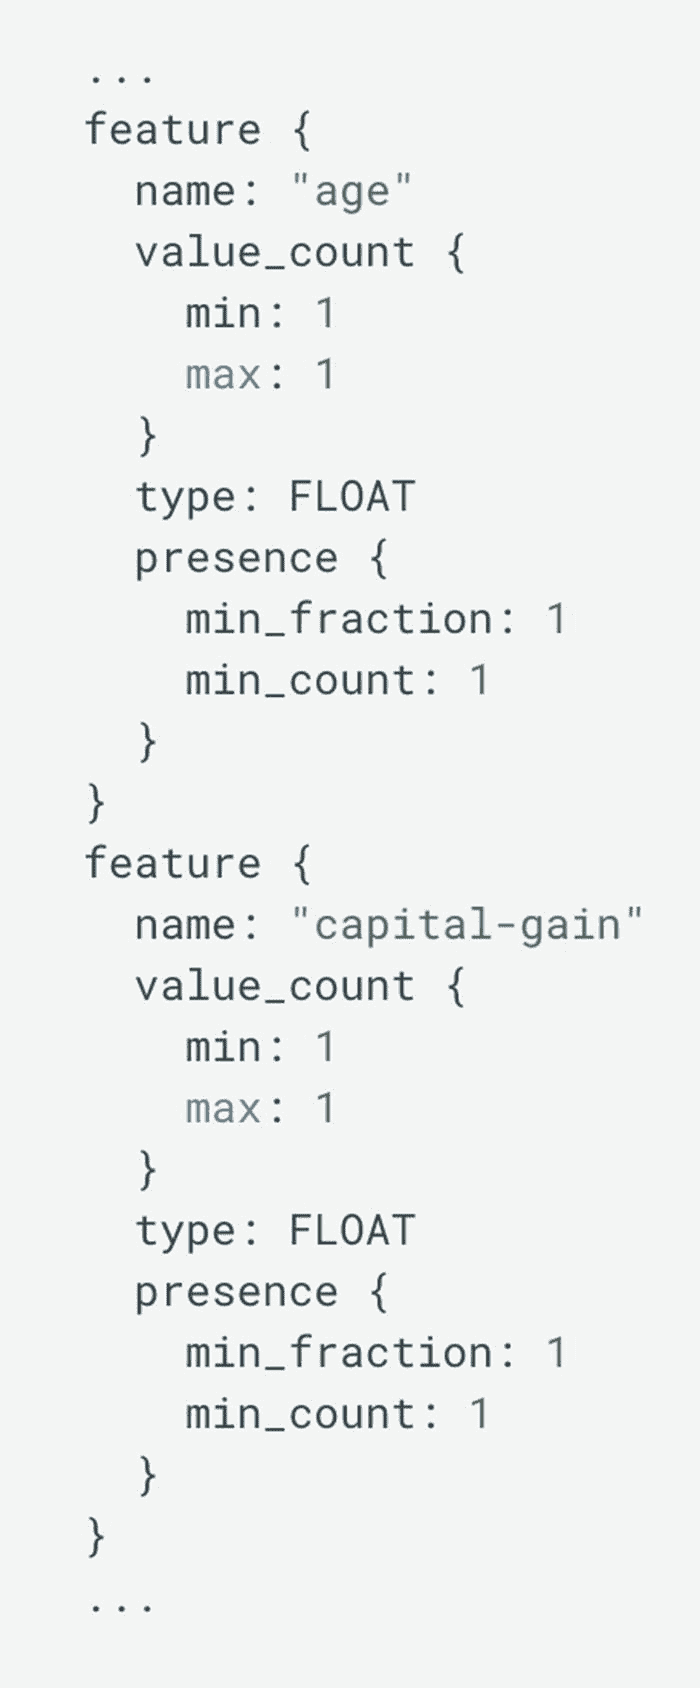 ...
feature {
  name: "age"
  value_count {
    min: 1
    max: 1
  }
  type: FLOAT
  presence {
    min_fraction: 1
    min_count: 1
  }
}
feature {
  name: "capital-gain"
  value_count {
    min: 1
    max: 1
  }
  type: FLOAT
  presence {
    min_fraction: 1
    min_count: 1
  }
}
...